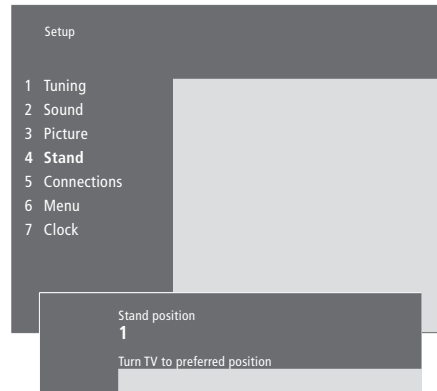 Setup
1 Tuning
2 Sound
3 Picture
4 Stand
5 Connections
6 Menu
7 Clock
Stand position
1
Turn TV to preferred position